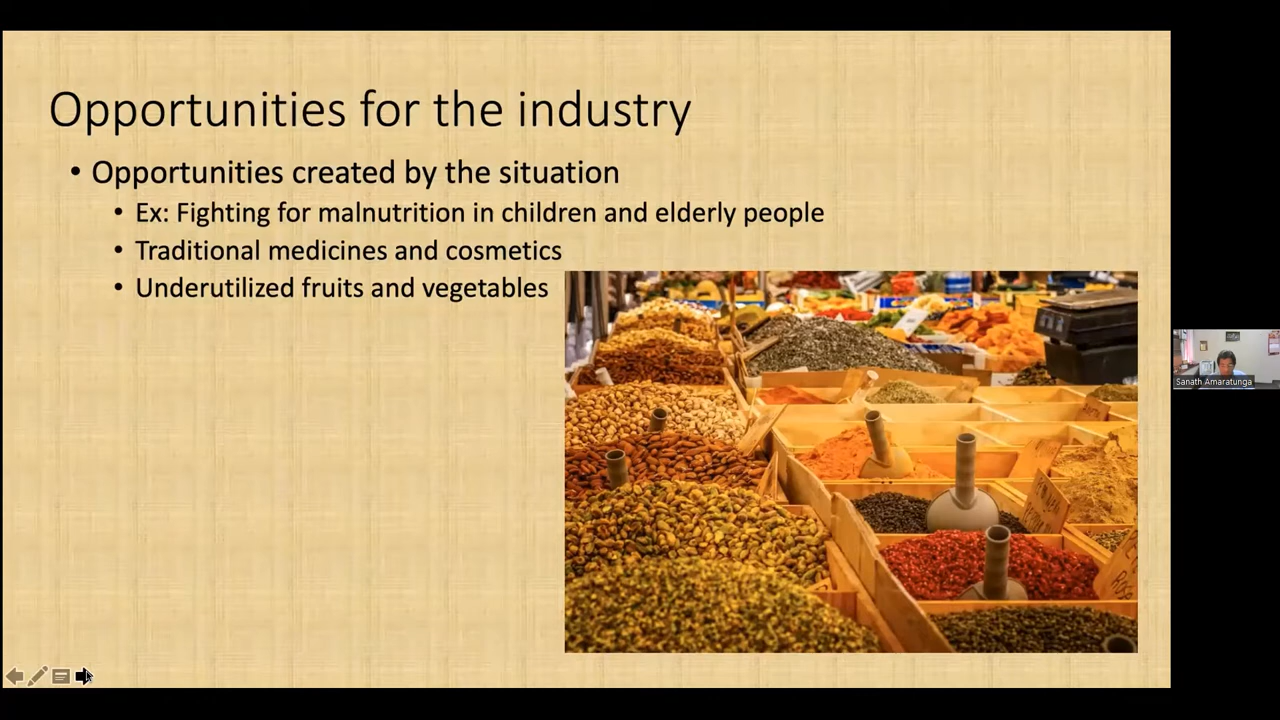 Opportunities for the industry
• Opportunities created by the situation
• Ex: Fighting for malnutrition in children and elderly people
• Traditional medicines and cosmetics
• Underutilized fruits and vegetables
Sanath Amaratunga